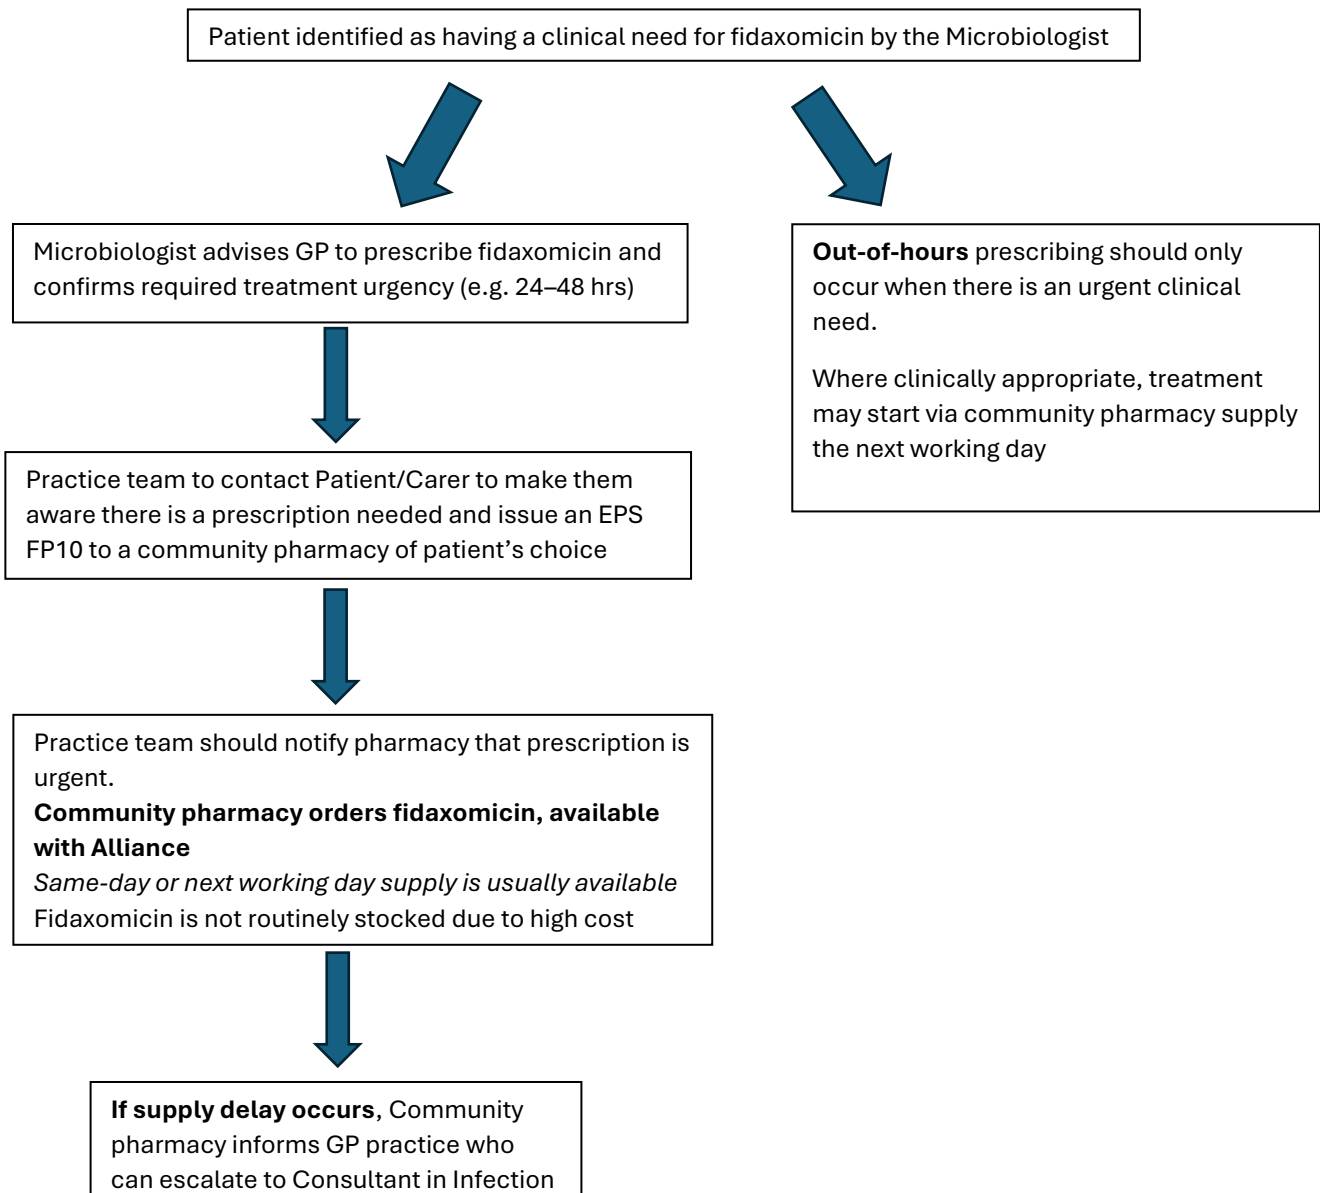 Patient identified as having a clinical need for fidaxomicin by the Microbiologist
Microbiologist advises GP to prescribe fidaxomicin and
confirms required treatment urgency (e.g. 24–48 hrs)
Out-of-hours prescribing should only
occur when there is an urgent clinical
need.
Where clinically appropriate, treatment
may start via community pharmacy supply
the next working day
Practice team to contact Patient/Carer to make them
aware there is a prescription needed and issue an EPS
FP10 to a community pharmacy of patient’s choice
Practice team should notify pharmacy that prescription is
urgent.
Community pharmacy orders fidaxomicin, available
with Alliance
Same-day or next working day supply is usually available
Fidaxomicin is not routinely stocked due to high cost
If supply delay occurs, Community
pharmacy informs GP practice who
can escalate to Consultant in Infection